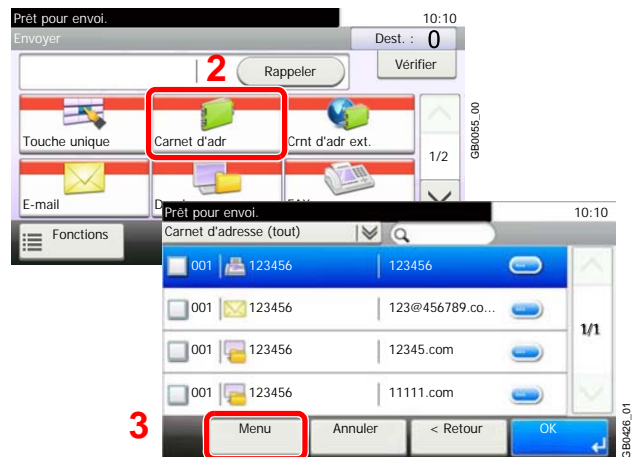 Prêt pour envoi. 10:10
Envoyer Dest. : 0
2 Rappeler Vérifier
Touche unique Carnet d'adr Crnt d'adr ext.
1/2
E-mail
Fonctions
GB0055_00
Prêt pour envoi. 10:10
Carnet d'adresse (tout)
001 123456 123456
001 123456 123@456789.co...
1/1
001 123456 12345.com
001 123456 11111.com
3 Menu Annuler < Retour OK
GB0426_01